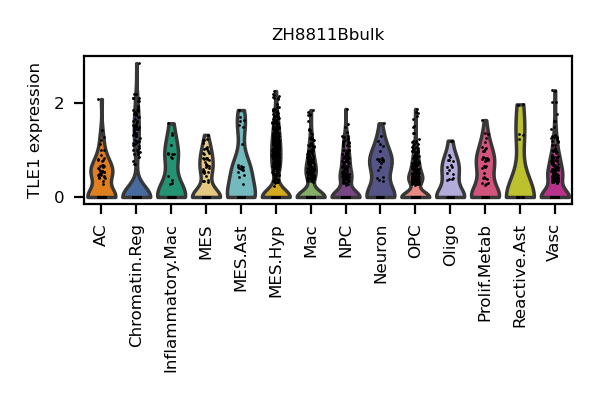 ZH8811Bbulk
TLE1 expression
2
0
AC
Chromatin.Reg
Inflammatory.Mac
MES
MES.Ast
MES.Hyp
Mac
NPC
Neuron
OPC
Oligo
Prolif.Metab
Reactive.Ast
Vasc